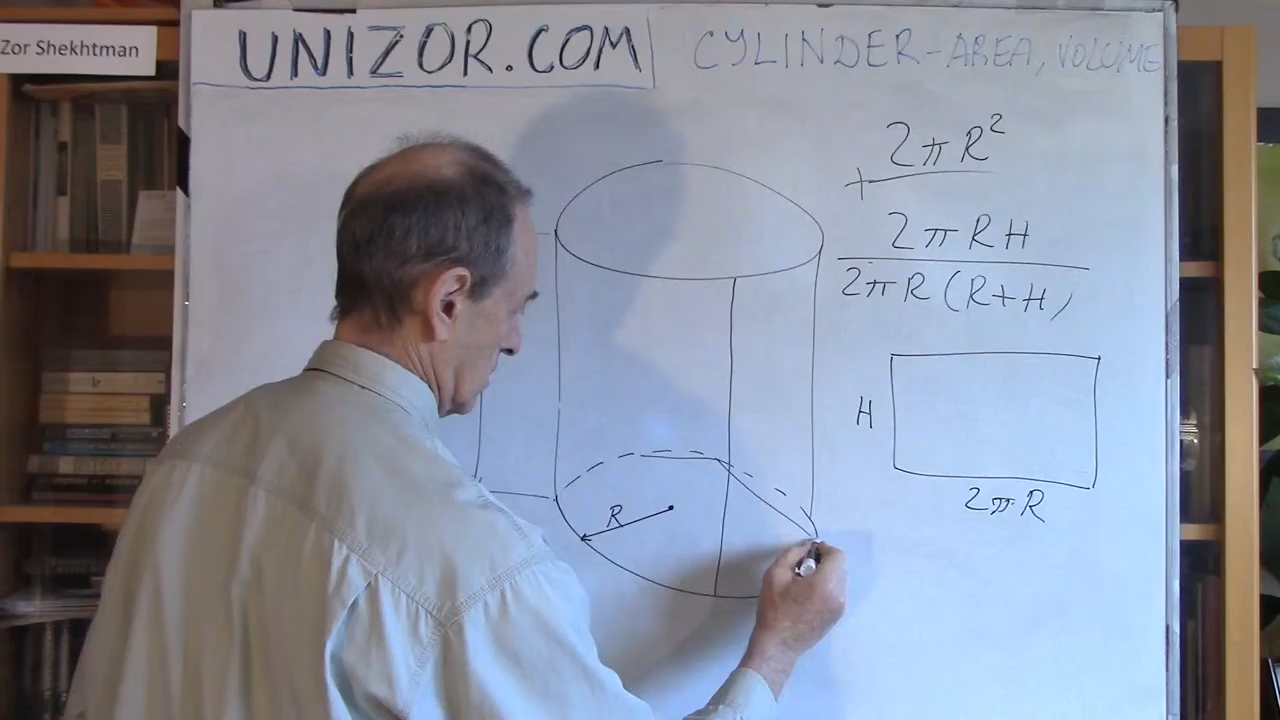 Zor Shekhtman
UNIZOR.COM
CYLINDER-AREA, VOLUME
2πR²
+
2πRH
2πR(R+H)
H
2πR
R